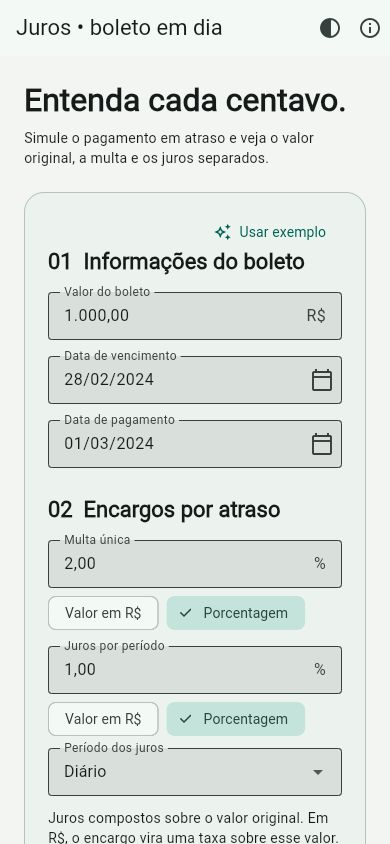 Juros • boleto em dia
Entenda cada centavo.
Simule o pagamento em atraso e veja o valor
original, a multa e os juros separados.
Usar exemplo
01 Informações do boleto
Valor do boleto
1.000,00 R$
Data de vencimento
28/02/2024
Data de pagamento
01/03/2024
02 Encargos por atraso
Multa única
2,00 %
Valor em R$ Porcentagem
Juros por período
1,00 %
Valor em R$ Porcentagem
Período dos juros
Diário
Juros compostos sobre o valor original. Em
R$, o encargo vira uma taxa sobre esse valor.